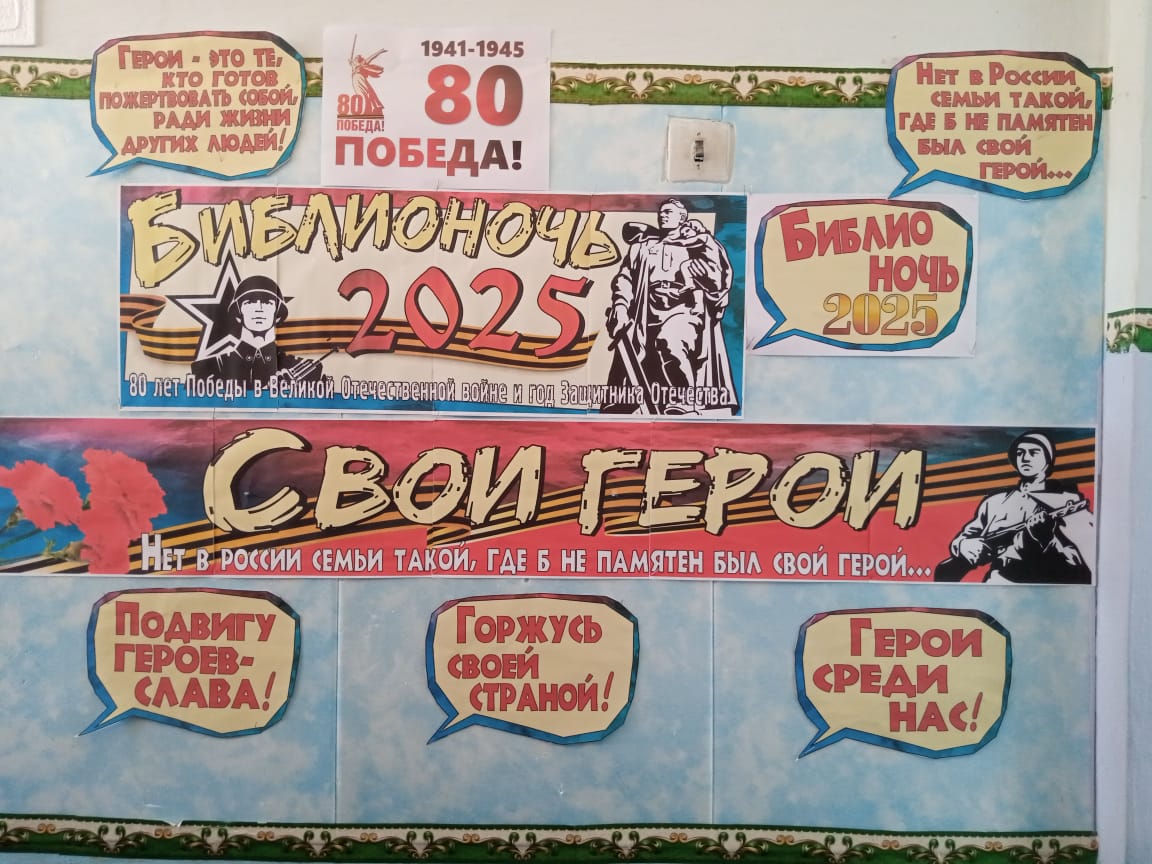 Герои - это те,
кто готов
пожертвовать собой,
ради жизни
других людей!
80
ПОБЕДА!
1941-1945
80
ПОБЕДА!
Нет в России
семьи такой,
где б не памятен
был свой
герой...
Библионочь
2025
80 лет Победы в Великой Отечественной войне и год Защитника Отечества
Библио
ночь
2025
Свои герои
Нет в России семьи такой, где б не памятен был свой герой...
Подвигу
героев-
слава!
Горжусь
своей
страной!
Герои
среди
нас!